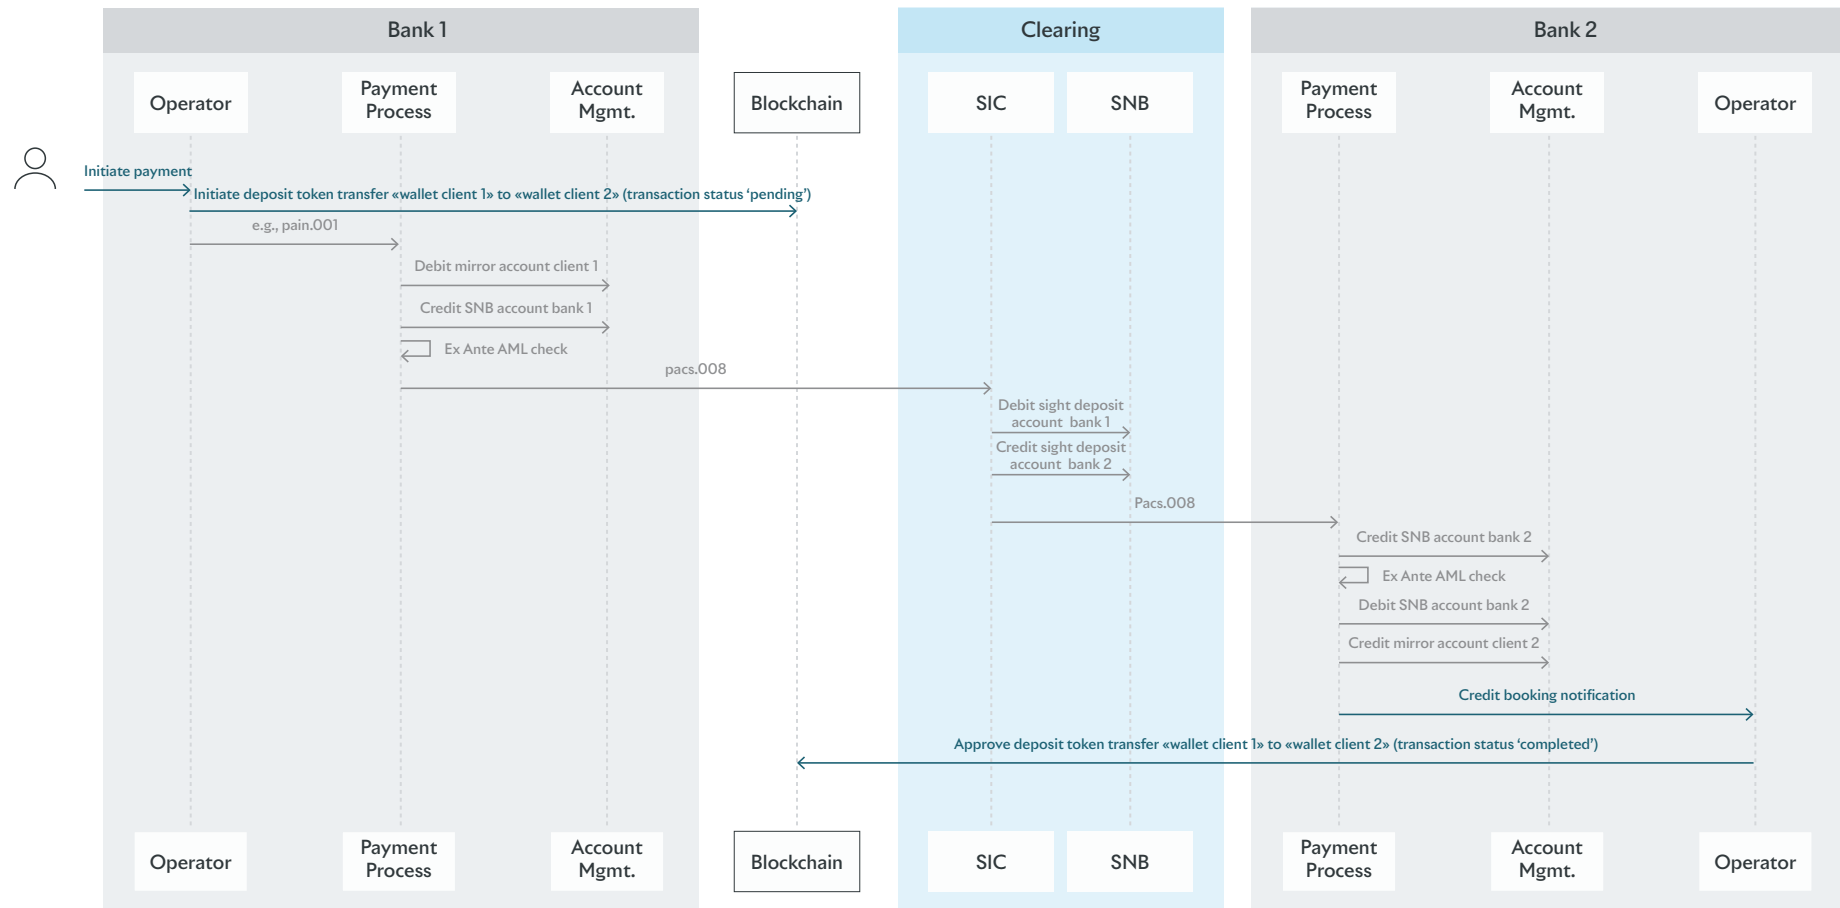 Bank 1
Clearing
Bank 2
Operator
Payment
Process
Account
Mgmt.
Blockchain
SIC
SNB
Payment
Process
Account
Mgmt.
Operator
Initiate payment
Initiate deposit token transfer «wallet client 1» to «wallet client 2» (transaction status ‘pending’)
e.g., pain.001
Debit mirror account client 1
Credit SNB account bank 1
Ex Ante AML check
pacs.008
Debit sight deposit
account bank 1
Credit sight deposit
account bank 2
Pacs.008
Credit SNB account bank 2
Ex Ante AML check
Debit SNB account bank 2
Credit mirror account client 2
Credit booking notification
Approve deposit token transfer «wallet client 1» to «wallet client 2» (transaction status ‘completed’)
Operator
Payment
Process
Account
Mgmt.
Blockchain
SIC
SNB
Payment
Process
Account
Mgmt.
Operator